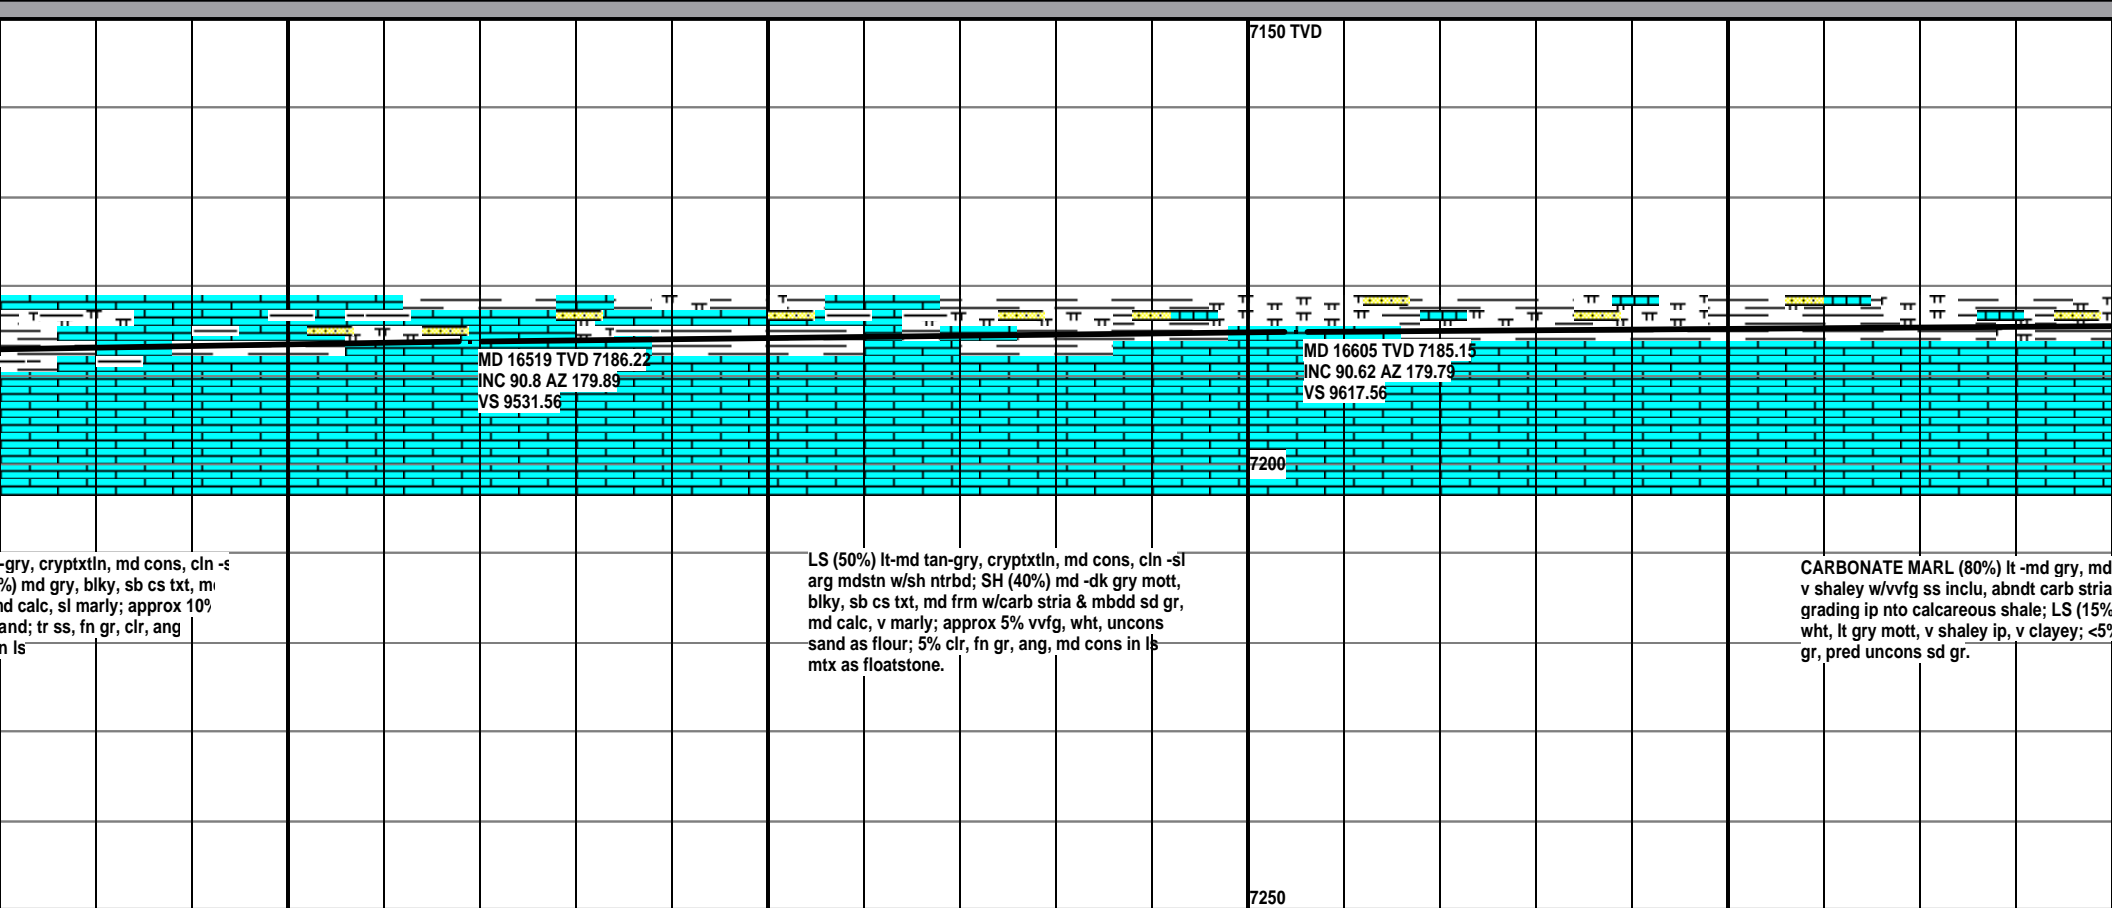 7150 TVD
MD 16519 TVD 7186.22
INC 90.8 AZ 179.89
VS 9531.56
MD 16605 TVD 7185.15
INC 90.62 AZ 179.79
VS 9617.56
7200
-gry, cryptxtln, md cons, cln -s
%) md gry, blky, sb cs txt, m
d calc, sl marly; approx 10%
and; tr ss, fn gr, clr, ang
n ls
LS (50%) lt-md tan-gry, cryptxtln, md cons, cln -sl
arg mdstn w/sh ntrbd; SH (40%) md -dk gry mott,
blky, sb cs txt, md frm w/carb stria & mbdd sd gr,
md calc, v marly; approx 5% vvfg, wht, uncons
sand as flour; 5% clr, fn gr, ang, md cons in ls
mtx as floatstone.
CARBONATE MARL (80%) lt -md gry, md
v shaley w/vvfg ss inclu, abndt carb stria
grading ip nto calcareous shale; LS (15%
wht, lt gry mott, v shaley ip, v clayey; <5%
gr, pred uncons sd gr.
7250